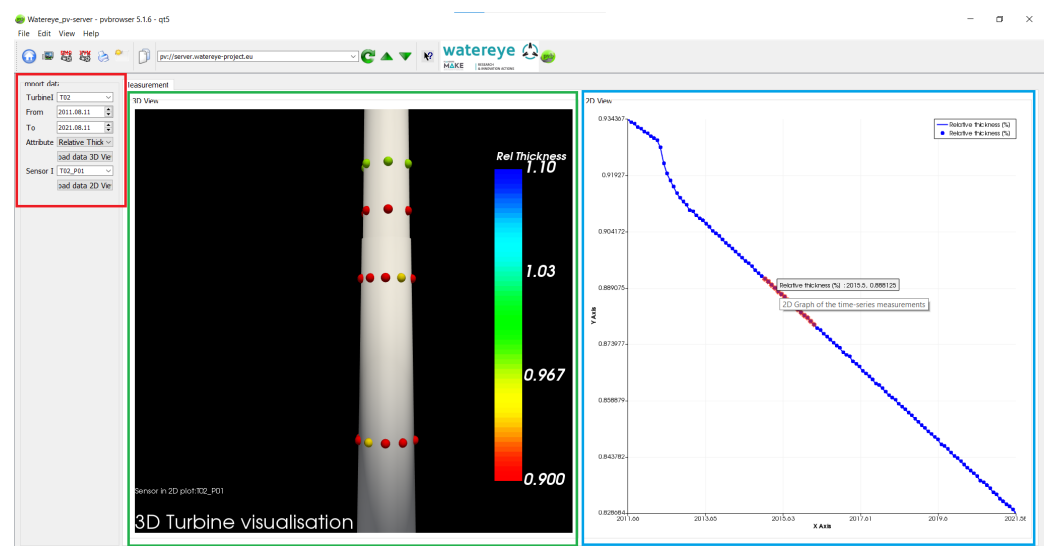 Watereye_pv-server - pvbrowser 5.1.6 - qt5
File Edit View Help
pv://server.watereye-project.eu
watereye
MAKE
RESEARCH
& INNOVATION ACTIONS
mport data
TurbineI T02
From 2011.08.11
To 2021.08.11
Attribute Relative Thick
oad data 3D Vie
Sensor I T02_P01
oad data 2D Vie
easurement
3D View
Rel Thickness
1.10
1.03
0.967
0.900
Sensor in 2D plot:T02_P01
3D Turbine visualisation
2D View
0.934367
0.91927
0.904172
0.889075
0.873977
0.858879
0.843782
0.828684
Y Axis
Relative thickness (%)
Relative thickness (%)
Relative thickness (%) : 2015.5, 0.888125
2D Graph of the time-series measurements
2011.66 2013.65 2015.63 2017.61 2019.6 2021.58
X Axis